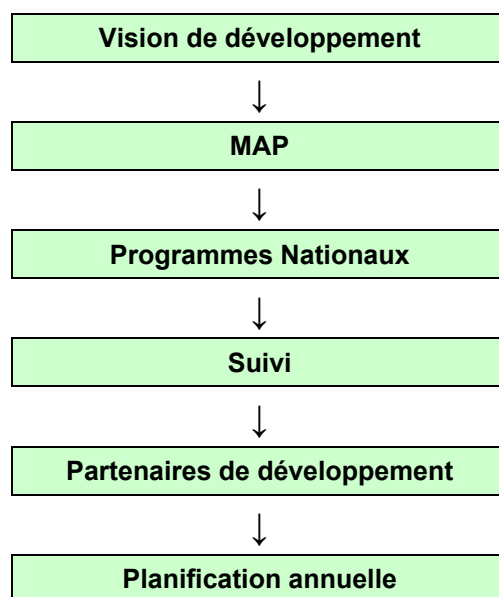 Vision de développement
↓
MAP
↓
Programmes Nationaux
↓
Suivi
↓
Partenaires de développement
↓
Planification annuelle